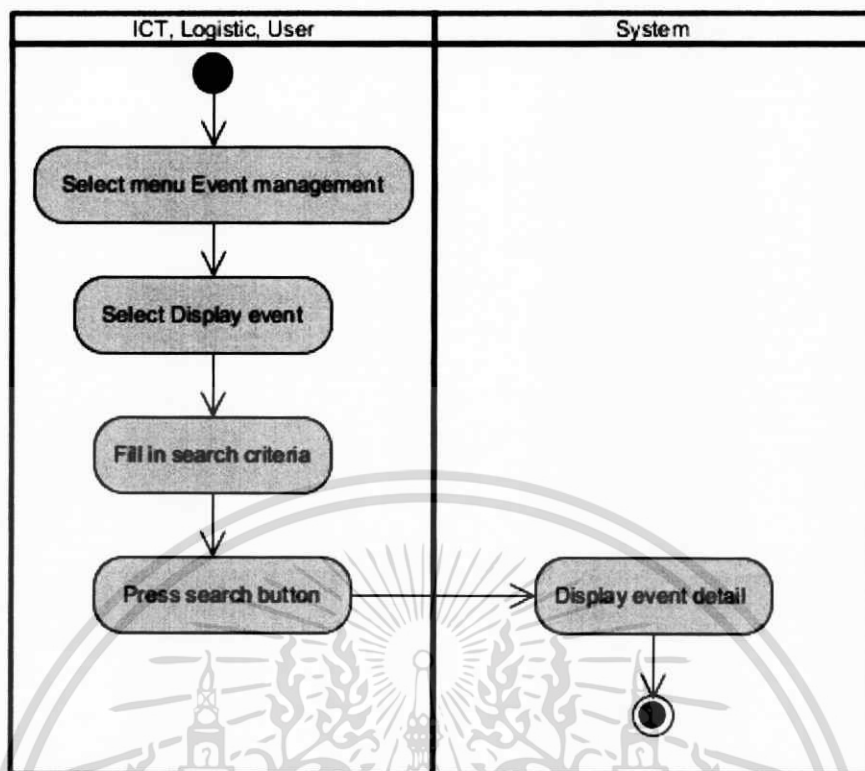 ICT, Logistic, User
System
Select menu Event management
Select Display event
Fill in search criteria
Press search button
Display event detail